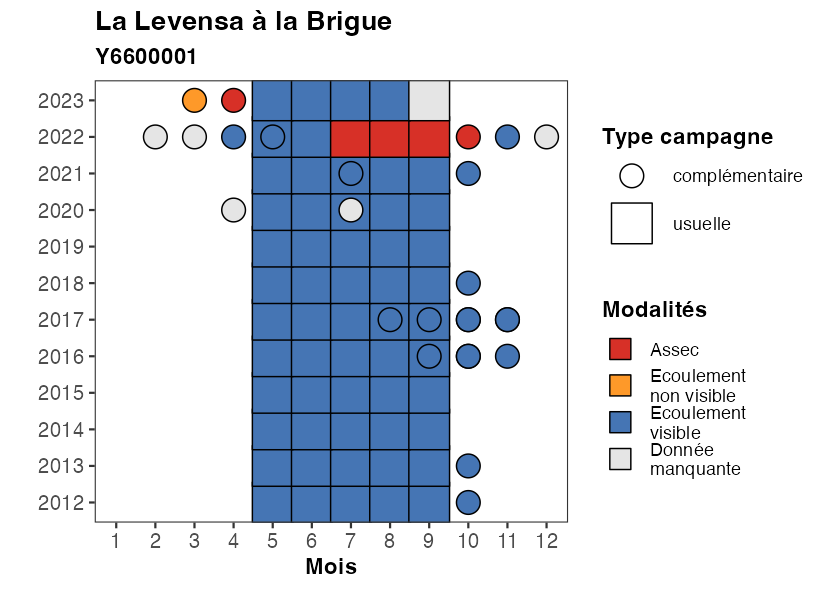 La Levensa à la Brigue
Y6600001
2023
2022
2021
2020
2019
2018
2017
2016
2015
2014
2013
2012
1 2 3 4 5 6 7 8 9 10 11 12
Mois
Type campagne
complémentaire
usuelle
Modalités
Assec
Ecoulement
non visible
Ecoulement
visible
Donnée
manquante